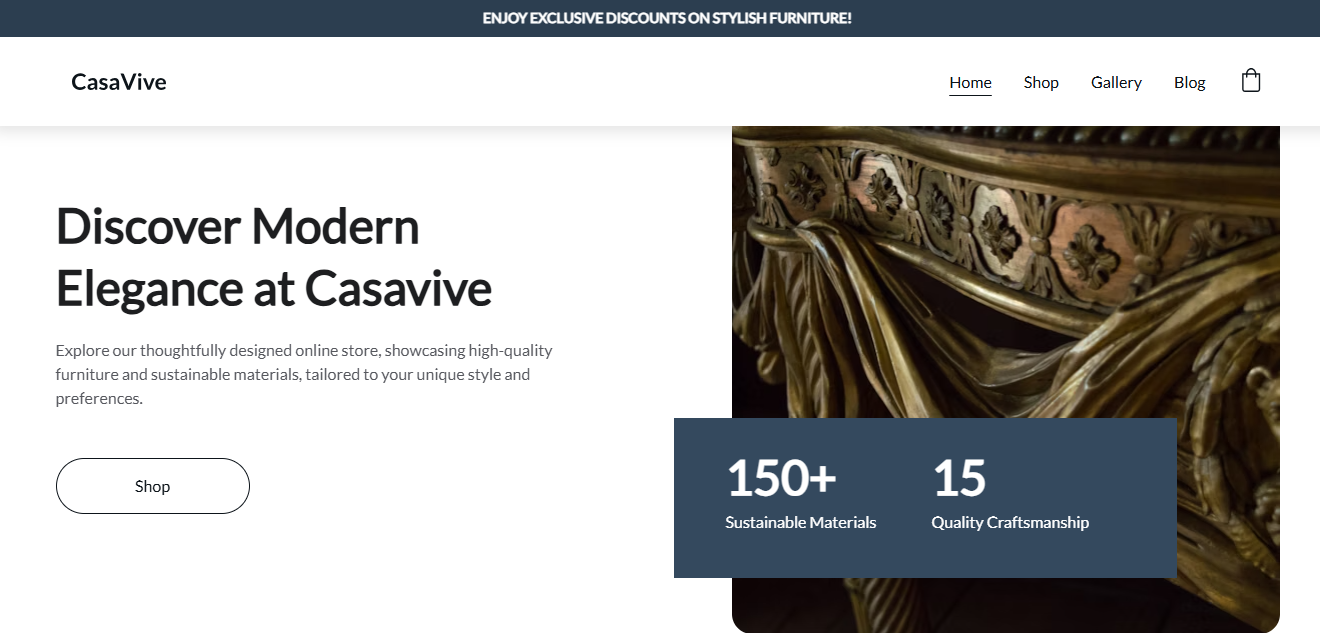 ENJOY EXCLUSIVE DISCOUNTS ON STYLISH FURNITURE!
CasaVive
Home Shop Gallery Blog
Discover Modern
Elegance at Casavive
Explore our thoughtfully designed online store, showcasing high-quality
furniture and sustainable materials, tailored to your unique style and
preferences.
Shop
150+ 15
Sustainable Materials Quality Craftsmanship